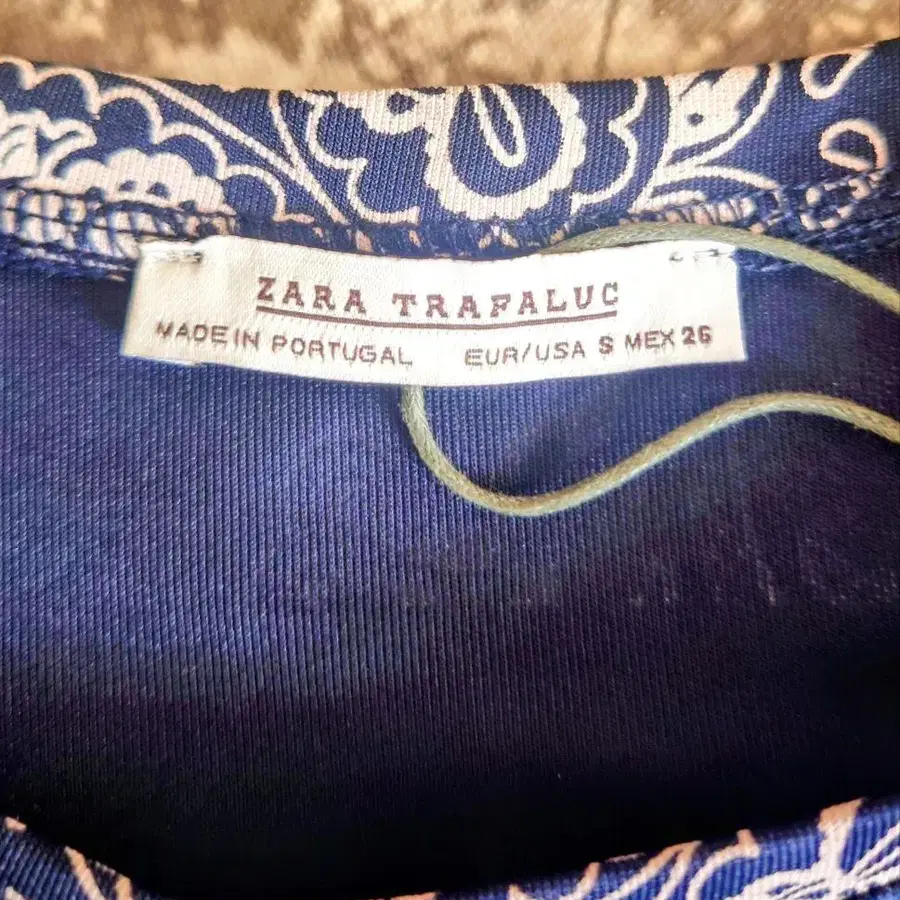 ZARA TRAFALUC
MADE IN PORTUGAL EUR/USA S MEX 26